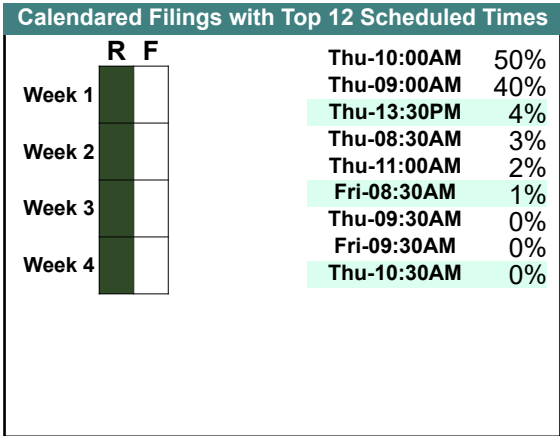 Calendared Filings with Top 12 Scheduled Times
R F
Week 1
Week 2
Week 3
Week 4
Thu-10:00AM 50%
Thu-09:00AM 40%
Thu-13:30PM 4%
Thu-08:30AM 3%
Thu-11:00AM 2%
Fri-08:30AM 1%
Thu-09:30AM 0%
Fri-09:30AM 0%
Thu-10:30AM 0%